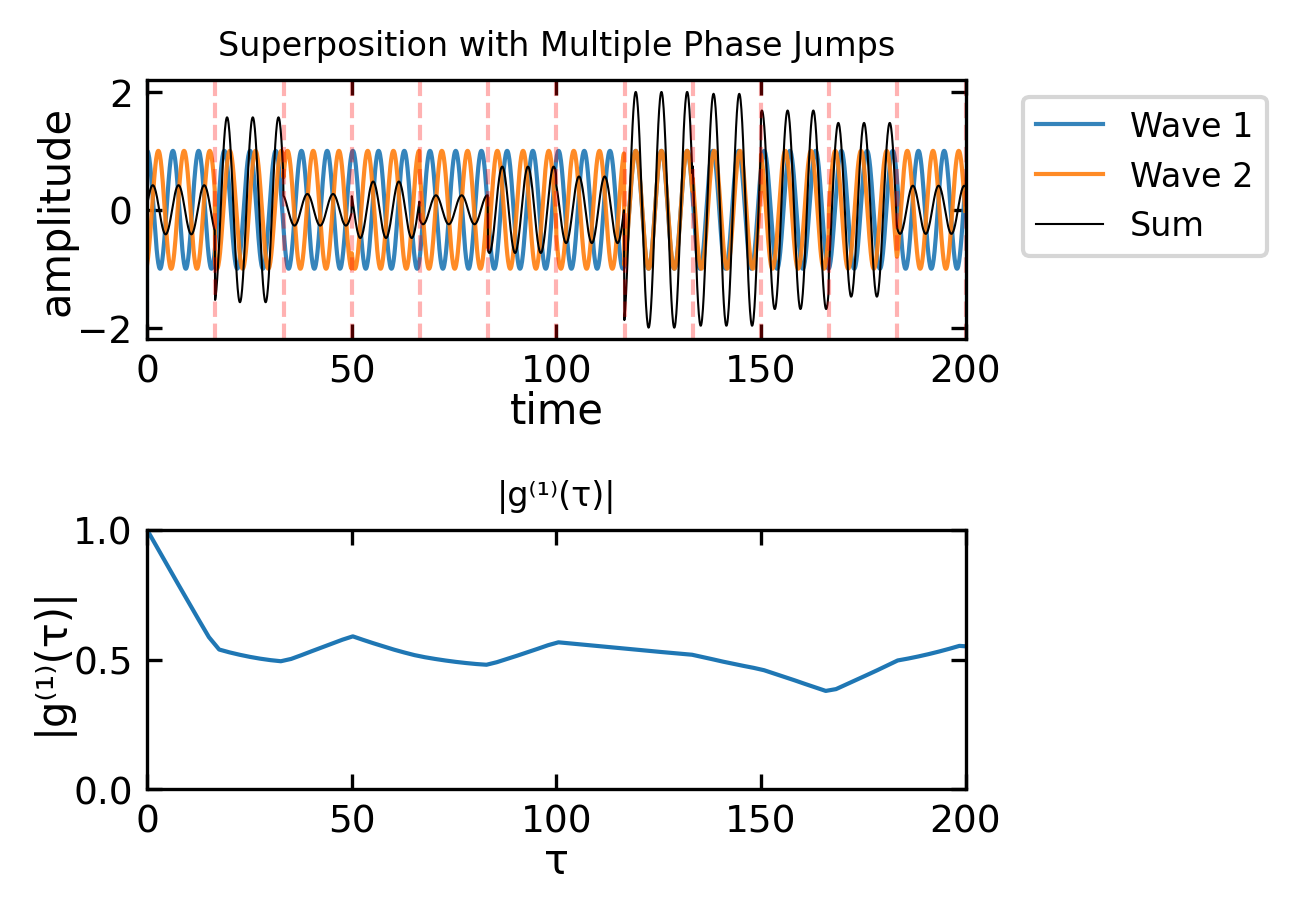 Superposition with Multiple Phase Jumps
amplitude
2
0
−2
0 50 100 150 200
time
Wave 1
Wave 2
Sum
|g⁽¹⁾(τ)|
|g⁽¹⁾(τ)|
1.0
0.5
0.0
0 50 100 150 200
τ